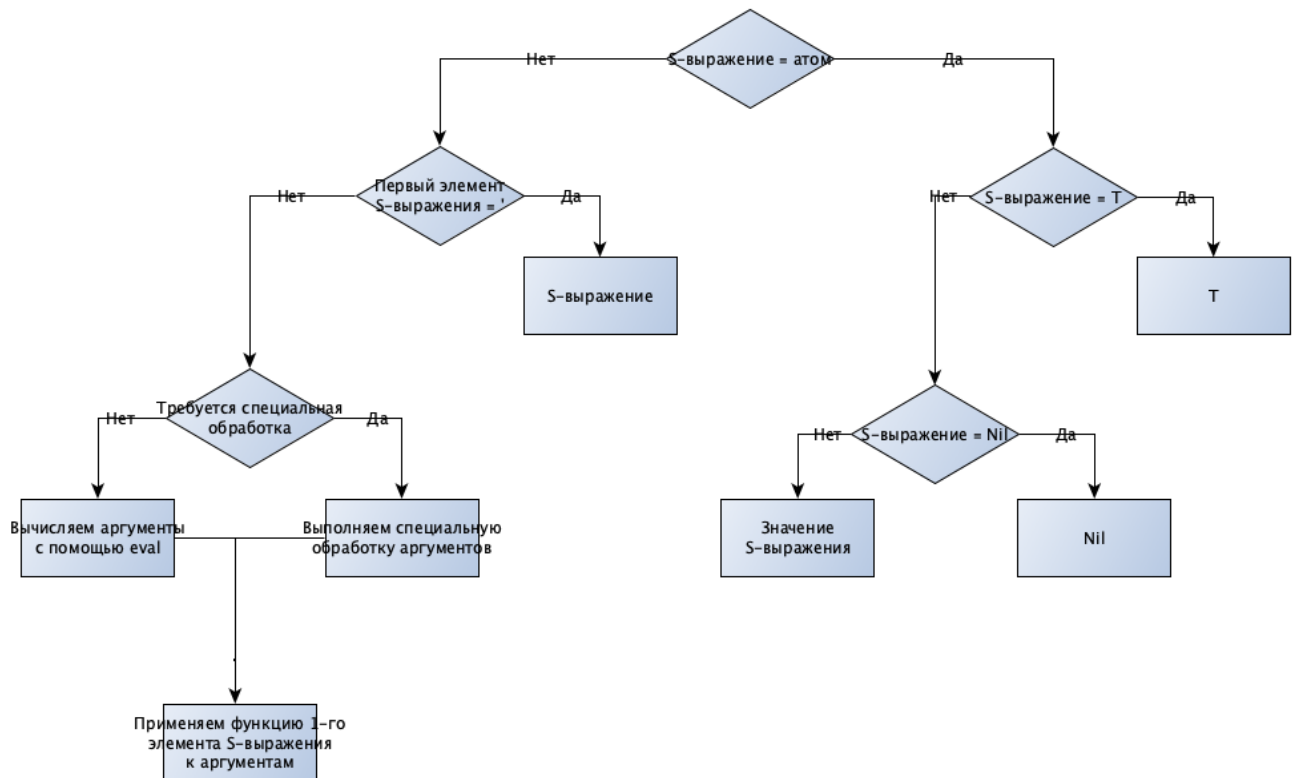 S-выражение = атом
Нет
Да
Первый элемент
S-выражения = '
Нет
Да
S-выражение = T
Нет
Да
S-выражение
T
Требуется специальная
обработка
Нет
Да
S-выражение = Nil
Нет
Да
Вычисляем аргументы
с помощью eval
Выполняем специальную
обработку аргументов
Значение
S-выражения
Nil
Применяем функцию 1-го
элемента S-выражения
к аргументам